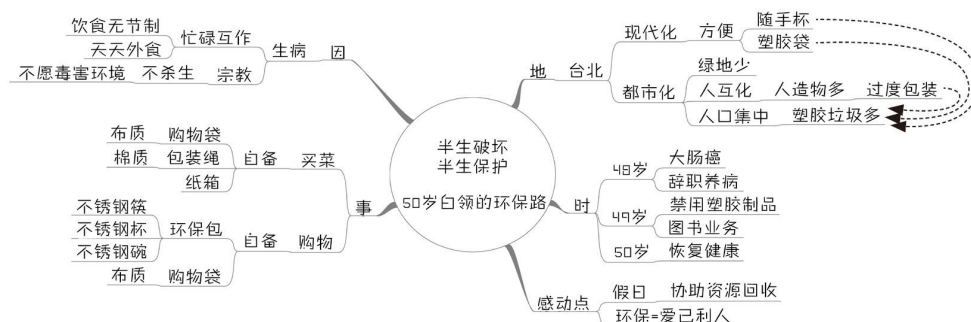 半生破坏
半生保护
50岁白领的环保路
因
生病
忙碌互作
饮食无节制
天天外食
宗教
不杀生
不愿毒害环境
事
买菜
自备
购物袋
布质
包装绳
棉质
纸箱
购物
自备
环保包
不锈钢筷
不锈钢杯
不锈钢碗
购物袋
布质
地
台北
现代化
方便
随手杯
塑胶袋
都市化
绿地少
人互化
人造物多
过度包装
人口集中
塑胶垃圾多
时
48岁
大肠癌
辞职养病
49岁
禁用塑胶制品
图书业务
50岁
恢复健康
感动点
假日
协助资源回收
环保=爱己利人